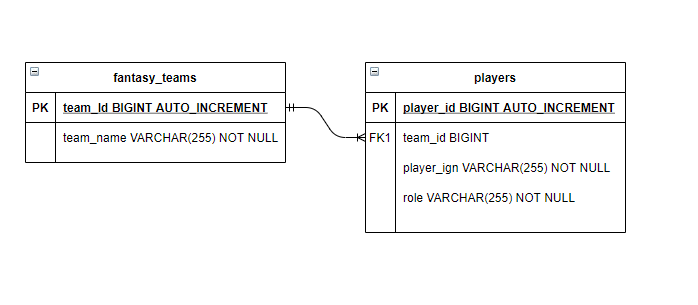 fantasy_teams
PK team_Id BIGINT AUTO_INCREMENT
team_name VARCHAR(255) NOT NULL
players
PK player_id BIGINT AUTO_INCREMENT
FK1 team_id BIGINT
player_ign VARCHAR(255) NOT NULL
role VARCHAR(255) NOT NULL